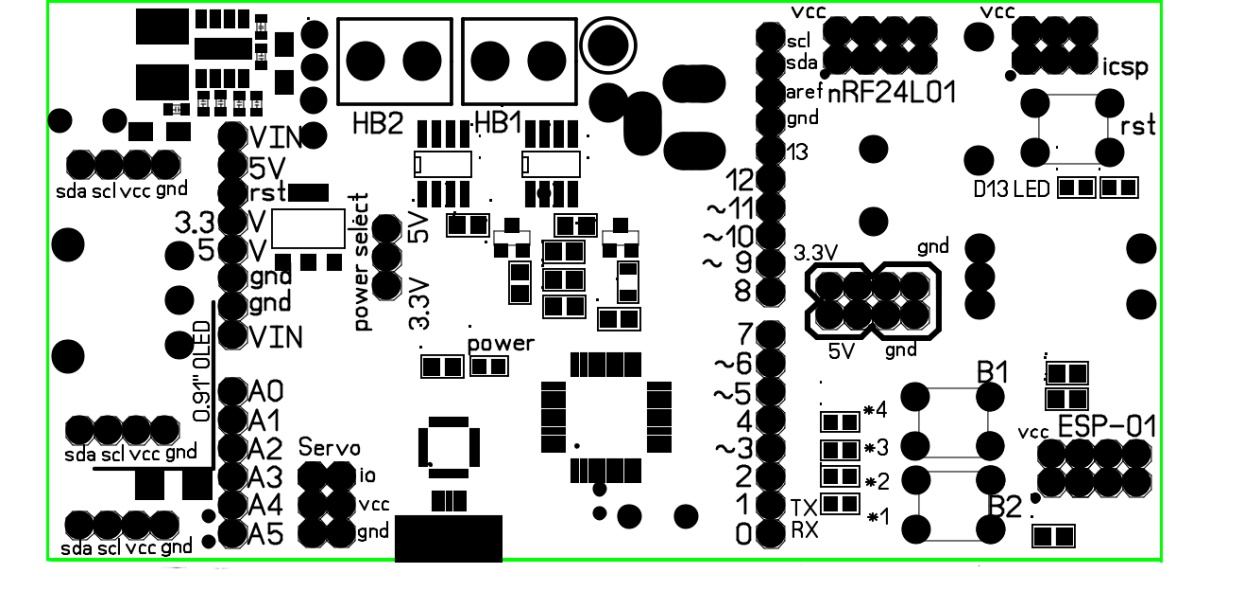 vcc
vcc
scl
sda
icsp
aref
nRF24L01
HB2
HB1
gnd
rst
VIN
13
5V
sda scl vcc gnd
rst
12
D13 LED
3.3 V
~11
5 V
~10
power select
5V
3.3V
3.3V
gnd
~ 9
gnd
8
gnd
VIN
7
power
5V
gnd
0.91" OLED
~6
B1
A0
~5
*4
A1
4
vcc ESP-01
sda scl vcc gnd
A2
Servo
~3
*3
A3
io
2
*2
A4
vcc
1
TX
*1
B2
A5
gnd
0
RX
sda scl vcc gnd